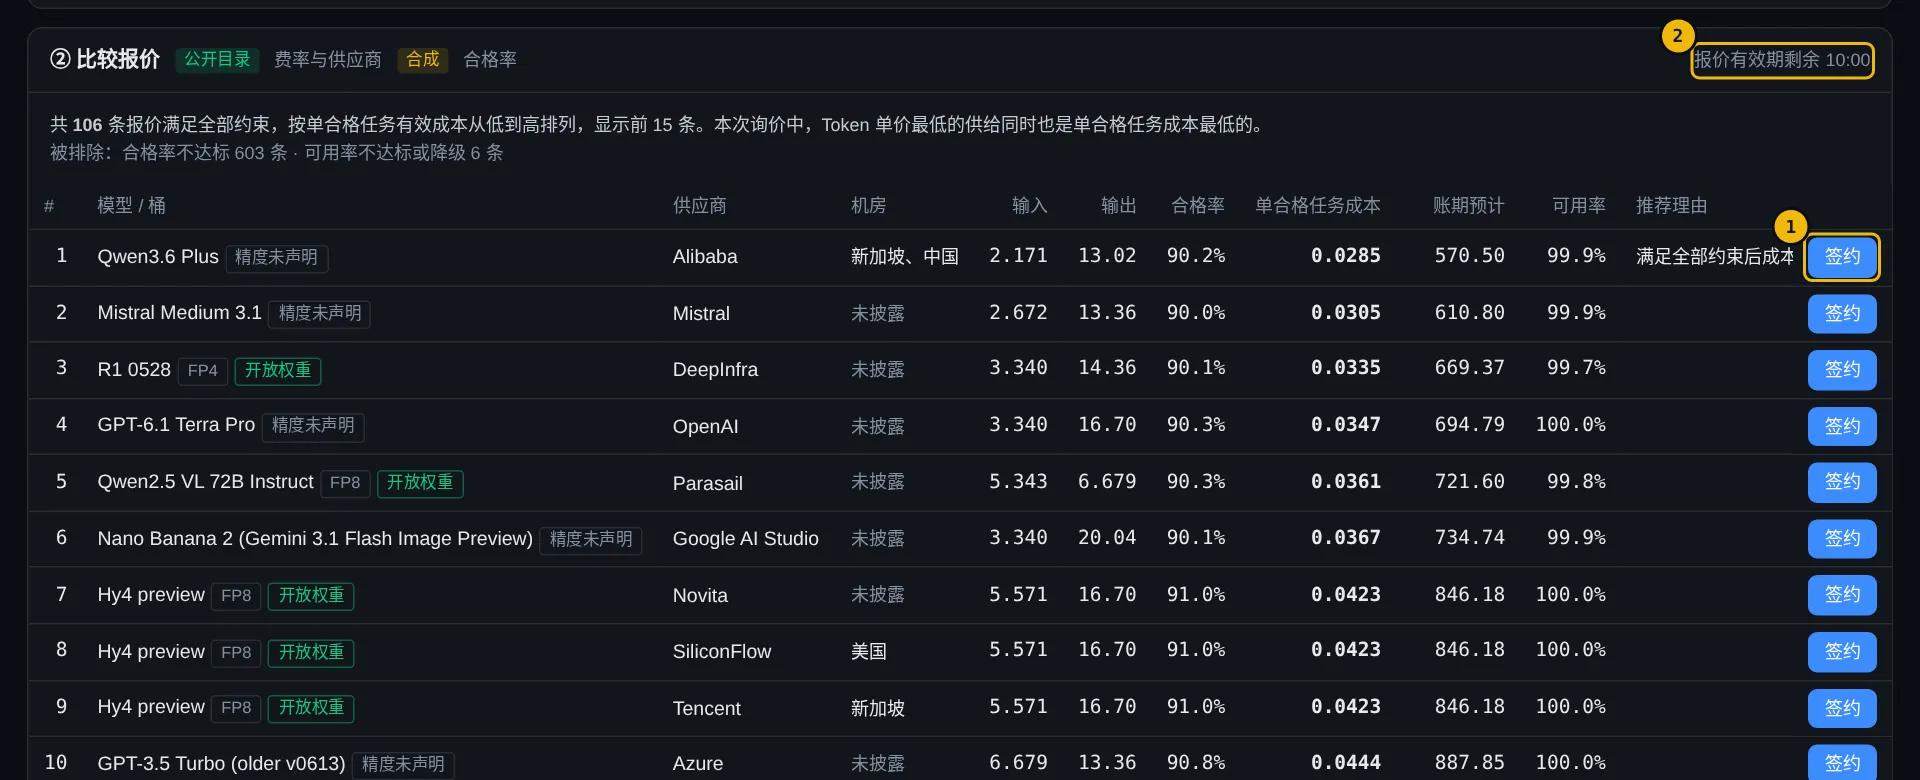 ② 比较报价 公开目录 费率与供应商 合成 合格率 报价有效期剩余 10:00 2
共 106 条报价满足全部约束，按单合格任务有效成本从低到高排列，显示前 15 条。本次询价中，Token 单价最低的供给同时也是单合格任务成本最低的。
被排除：合格率不达标 603 条 · 可用率不达标或降级 6 条
# 模型 / 桶 供应商 机房 输入 输出 合格率 单合格任务成本 账期预计 可用率 推荐理由
1 Qwen3.6 Plus 精度未声明 Alibaba 新加坡、中国 2.171 13.02 90.2% 0.0285 570.50 99.9% 满足全部约束后成本 签约 1
2 Mistral Medium 3.1 精度未声明 Mistral 未披露 2.672 13.36 90.0% 0.0305 610.80 99.9% 签约
3 R1 0528 FP4 开放权重 DeepInfra 未披露 3.340 14.36 90.1% 0.0335 669.37 99.7% 签约
4 GPT-6.1 Terra Pro 精度未声明 OpenAI 未披露 3.340 16.70 90.3% 0.0347 694.79 100.0% 签约
5 Qwen2.5 VL 72B Instruct FP8 开放权重 Parasail 未披露 5.343 6.679 90.3% 0.0361 721.60 99.8% 签约
6 Nano Banana 2 (Gemini 3.1 Flash Image Preview) 精度未声明 Google AI Studio 未披露 3.340 20.04 90.1% 0.0367 734.74 99.9% 签约
7 Hy4 preview FP8 开放权重 Novita 未披露 5.571 16.70 91.0% 0.0423 846.18 100.0% 签约
8 Hy4 preview FP8 开放权重 SiliconFlow 美国 5.571 16.70 91.0% 0.0423 846.18 100.0% 签约
9 Hy4 preview FP8 开放权重 Tencent 新加坡 5.571 16.70 91.0% 0.0423 846.18 100.0% 签约
10 GPT-3.5 Turbo (older v0613) 精度未声明 Azure 未披露 6.679 13.36 90.8% 0.0444 887.85 100.0% 签约